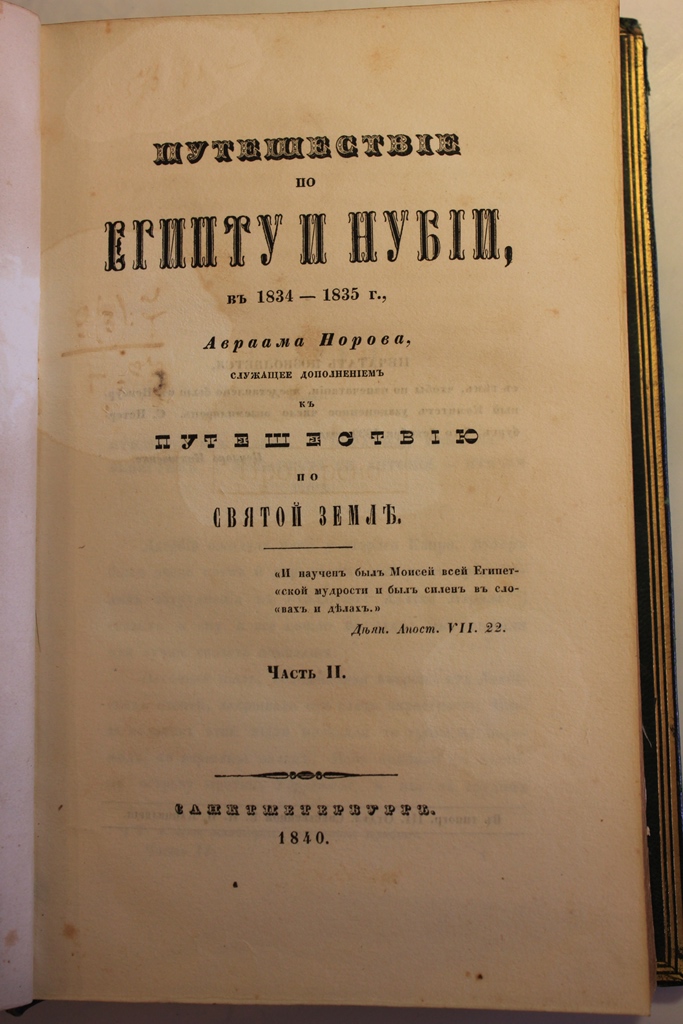 ПУТЕШЕСТВІЕ
ПО
ЕГИПТУ И НУБІИ,
въ 1834 — 1835 г.,
Авраама Норова,
СЛУЖАЩЕЕ ДОПОЛНЕНІЕМЪ
КЪ
ПУТЕШЕСТВІЮ
ПО
СВЯТОЙ ЗЕМЛѢ.
«И наученъ былъ Моисей всей Египет-
«ской мудрости и былъ силенъ въ сло-
«вахъ и дѣлахъ.»
Дѣян. Апост. VII. 22.
Часть II.
САНКТПЕТЕРБУРГЪ.
1840.